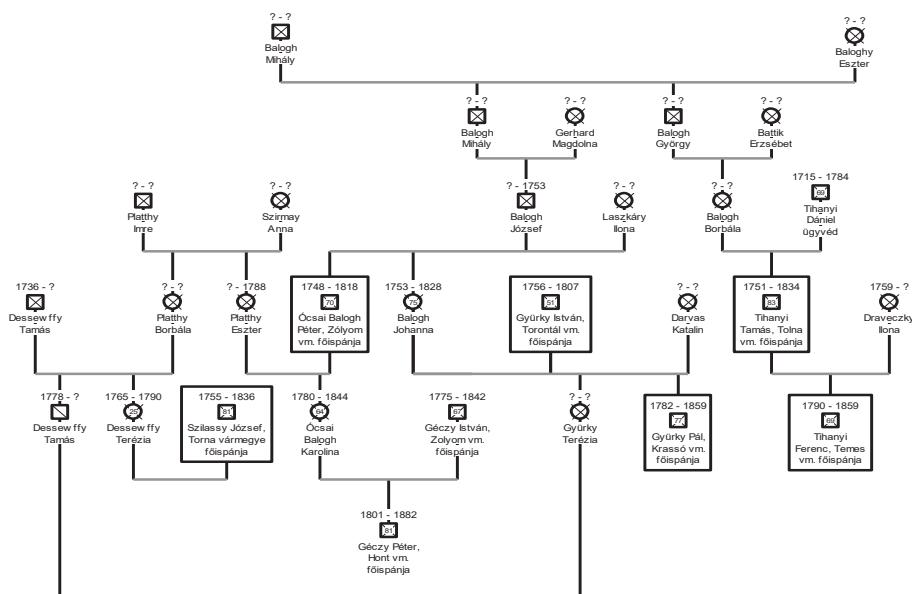 ? - ?
Balogh
Mihály
? - ?
Baloghy
Eszter
? - ?
Balogh
Mihály
? - ?
Gerhard
Magdolna
? - ?
Balogh
György
? - ?
Battik
Erzsébet
? - ?
Platthy
Imre
? - ?
Szirmay
Anna
? - 1753
Balogh
József
? - ?
Laszkáry
Ilona
? - ?
Balogh
Borbála
1715 - 1784
69
Tihanyi
Dániel
ügyvéd
1736 - ?
Dessewffy
Tamás
? - ?
Platthy
Borbála
? - 1788
Platthy
Eszter
1748 - 1818
70
Ócsai Balogh
Péter, Zólyom
vm. főispánja
1753 - 1828
75
Balogh
Johanna
1756 - 1807
51
Gyürky István,
Torontál vm.
főispánja
? - ?
Darvas
Katalin
1751 - 1834
83
Tihanyi
Tamás, Tolna
vm. főispánja
1759 - ?
Draveczky
Ilona
1778 - ?
Dessewffy
Tamás
1765 - 1790
25
Dessewffy
Terézia
1755 - 1836
81
Szilassy József,
Torna vármegye
főispánja
1780 - 1844
64
Ócsai
Balogh
Karolina
1775 - 1842
67
Géczy István,
Zolyom vm.
főispánja
? - ?
Gyürky
Terézia
1782 - 1859
77
Gyürky Pál,
Krassó vm.
főispánja
1790 - 1859
69
Tihanyi
Ferenc, Temes
vm. főispánja
1801 - 1882
81
Géczy Péter,
Hont vm.
főispánja